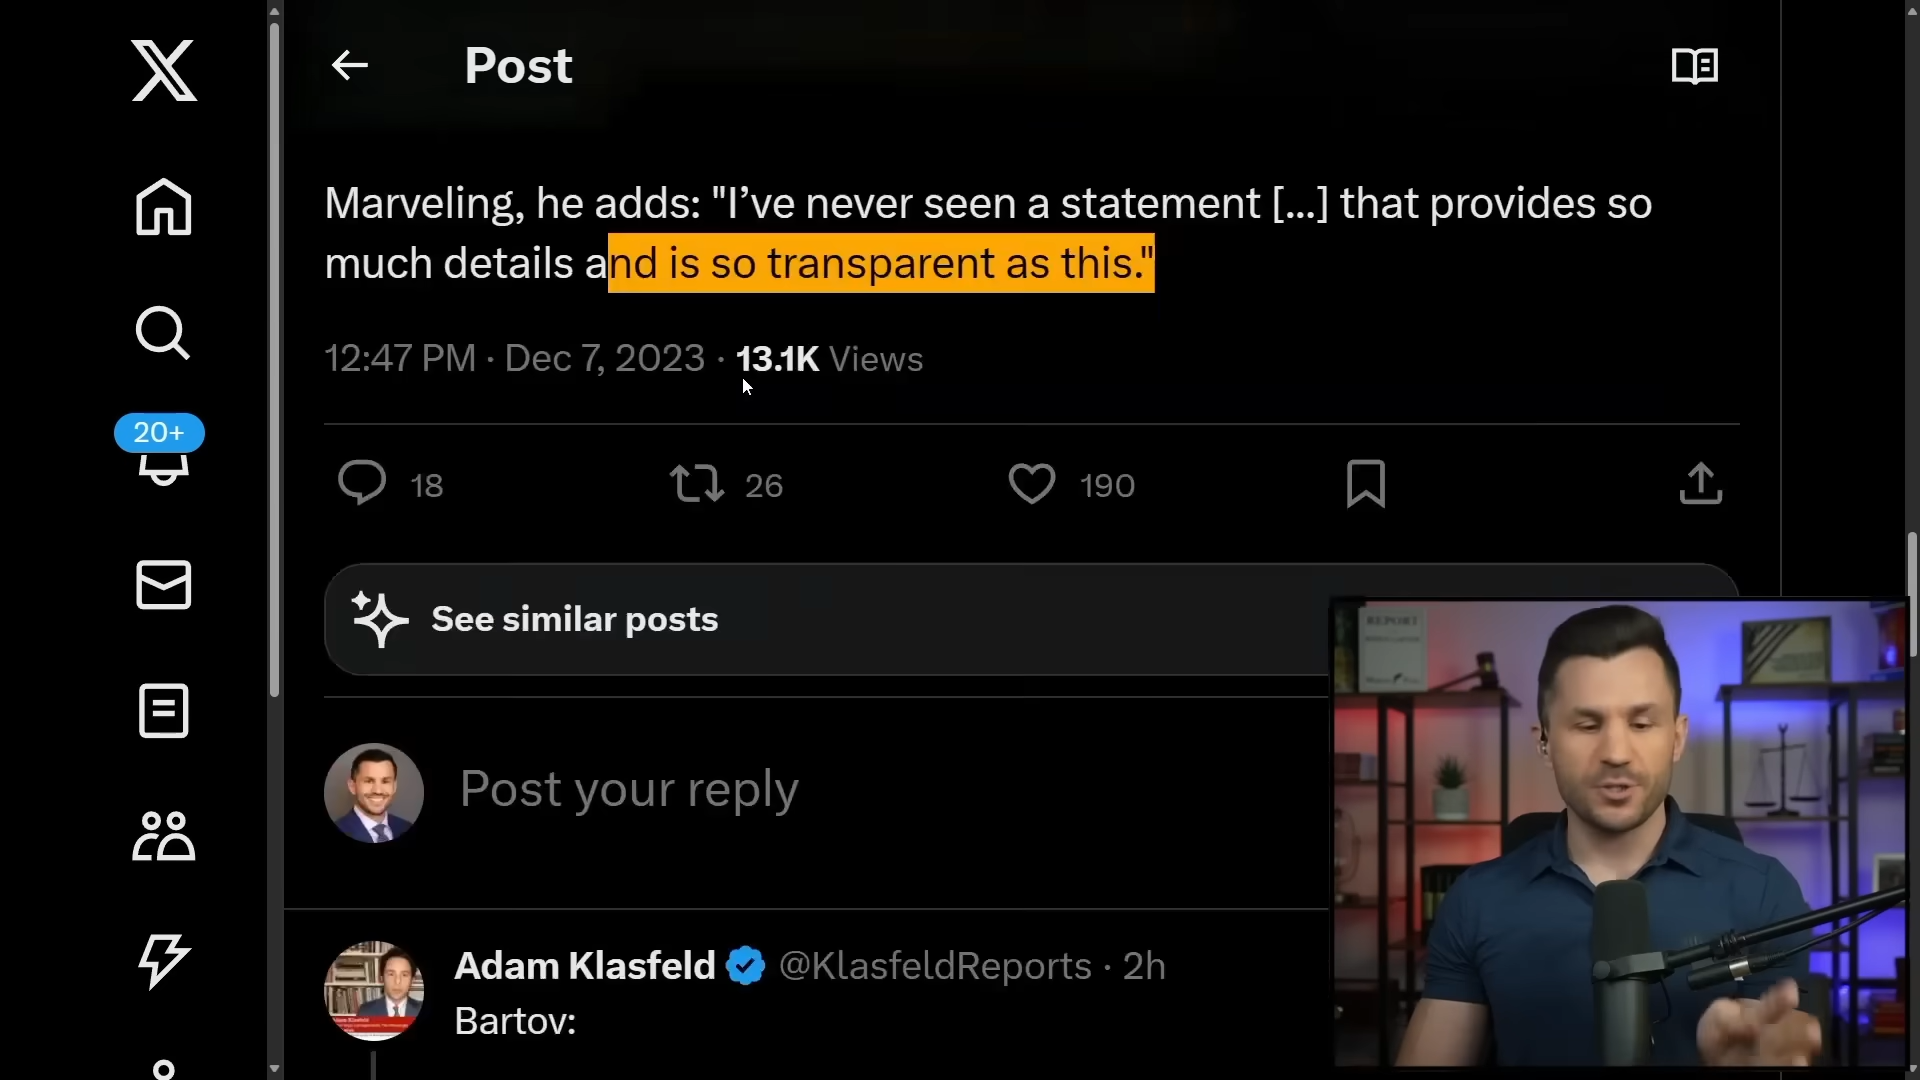 Post
Marveling, he adds: "I’ve never seen a statement [...] that provides so
much details and is so transparent as this."
12:47 PM · Dec 7, 2023 · 13.1K Views
20+
18 26 190
See similar posts
REPORT
Post your reply
Adam Klasfeld @KlasfeldReports · 2h
Bartov: